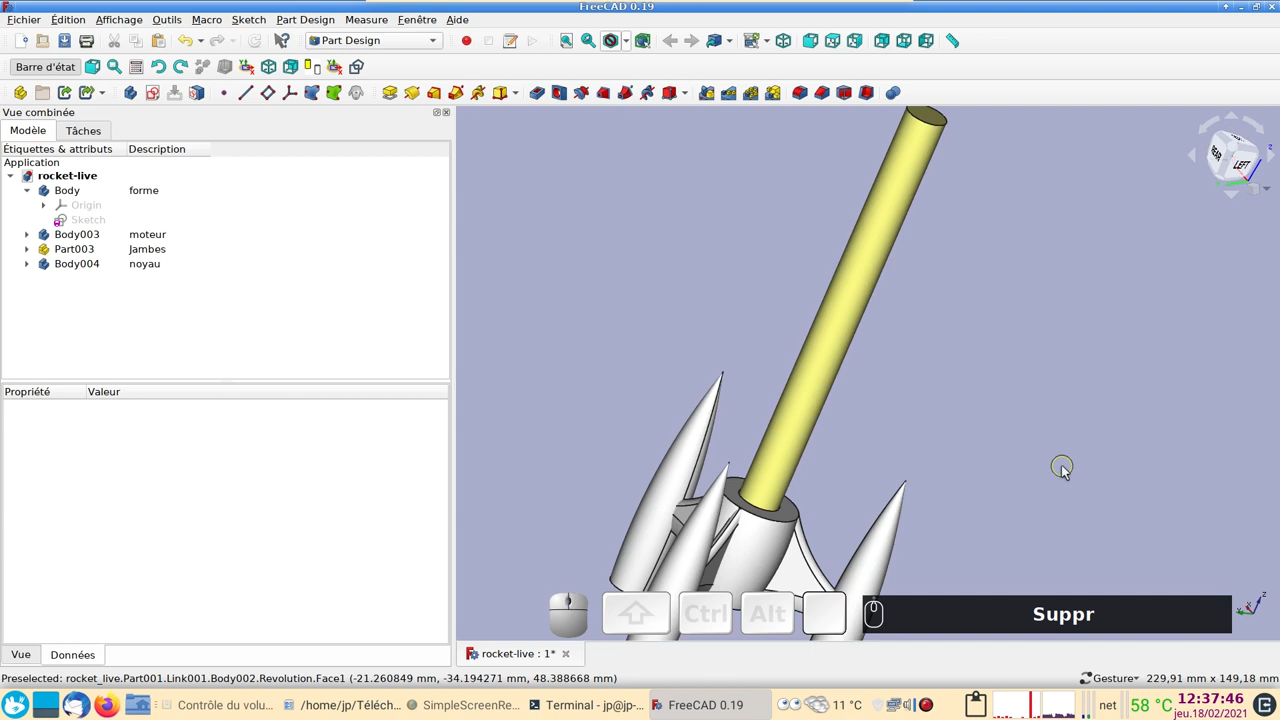 FreeCAD 0.19
Fichier Édition Affichage Outils Macro Sketch Part Design Measure Fenêtre Aide
Part Design
Barre d'état
Vue combinée
Modèle Tâches
Étiquettes & attributs Description
Application
rocket-live
Body forme
Origin
Sketch
Body003 moteur
Part003 Jambes
Body004 noyau
Propriété Valeur
REAR LEFT
Z
Ctrl Alt Suppr
Vue Données
rocket-live : 1*
Preselected: rocket_live.Part001.Link001.Body002.Revolution.Face1 (-21.260849 mm, -34.194271 mm, 48.388668 mm)
Gesture 229,91 mm x 149,18 mm
Contrôle du volu... /home/jp/Téléch... SimpleScreenRe... Terminal - jp@jp-... FreeCAD 0.19 11 °C net 58 °C 12:37:46
jeu.18/02/2021